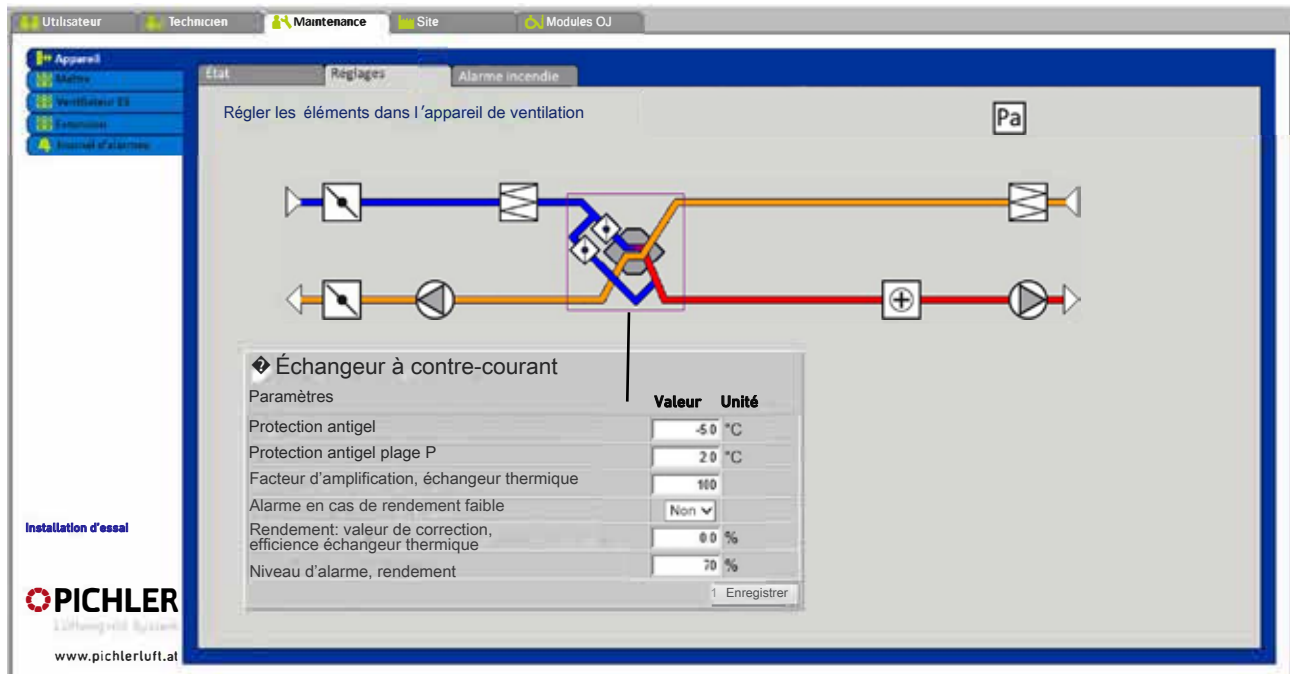 Utilisateur
Technicien
Maintenance
Site
Modules OJ
Appareil
Maître
Ventilateur ES
Extension
Journal d'alarmes
État
Réglages
Alarme incendie
Régler les éléments dans l'appareil de ventilation
Pa
� Échangeur à contre-courant
Paramètres Valeur Unité
Protection antigel -5.0 °C
Protection antigel plage P 2.0 °C
Facteur d'amplification, échangeur thermique 100
Alarme en cas de rendement faible Non
Rendement: valeur de correction,
efficience échangeur thermique 0.0 %
Niveau d'alarme, rendement 70 %
1 Enregistrer
Installation d'essai
PICHLER
www.pichlerluft.at